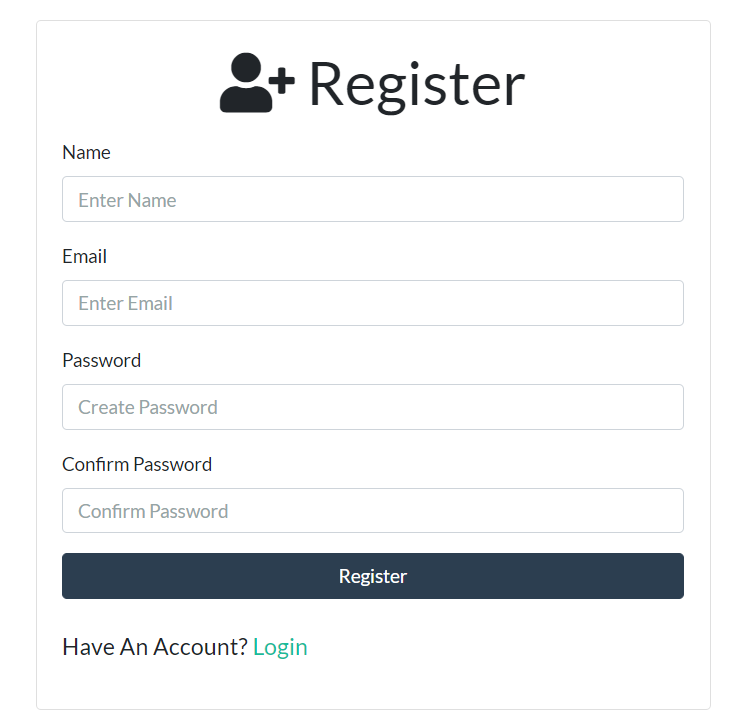 Register
Name
Enter Name
Email
Enter Email
Password
Create Password
Confirm Password
Confirm Password
Register
Have An Account? Login